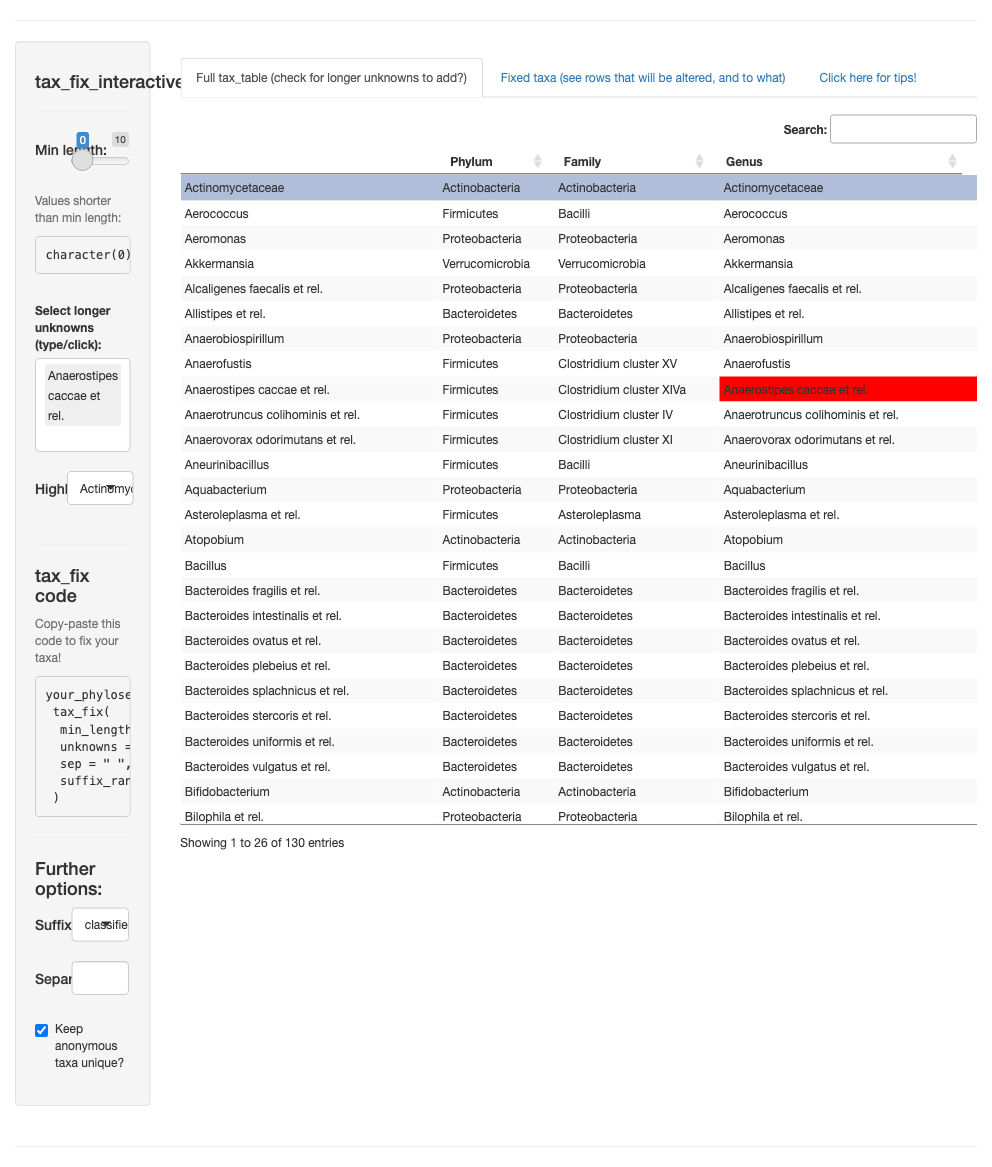 tax_fix_interactive
Min length:
0
10
Values shorter
than min length:
character(0)
Select longer
unknowns
(type/click):
Anaerostipes
caccae et
rel.
Highl
Actinomyc
tax_fix
code
Copy-paste this
code to fix your
taxa!
your_phylose
tax_fix(
min_length
unknowns =
sep = " ",
suffix_ran
)
Further
options:
Suffix
classifie
Separ
Keep
anonymous
taxa unique?
Full tax_table (check for longer unknowns to add?) Fixed taxa (see rows that will be altered, and to what) Click here for tips!
Search:
Phylum Family Genus
Actinomycetaceae Actinobacteria Actinobacteria Actinomycetaceae
Aerococcus Firmicutes Bacilli Aerococcus
Aeromonas Proteobacteria Proteobacteria Aeromonas
Akkermansia Verrucomicrobia Verrucomicrobia Akkermansia
Alcaligenes faecalis et rel. Proteobacteria Proteobacteria Alcaligenes faecalis et rel.
Allistipes et rel. Bacteroidetes Bacteroidetes Allistipes et rel.
Anaerobiospirillum Proteobacteria Proteobacteria Anaerobiospirillum
Anaerofustis Firmicutes Clostridium cluster XV Anaerofustis
Anaerostipes caccae et rel. Firmicutes Clostridium cluster XIVa Anaerostipes caccae et rel.
Anaerotruncus colihominis et rel. Firmicutes Clostridium cluster IV Anaerotruncus colihominis et rel.
Anaerovorax odorimutans et rel. Firmicutes Clostridium cluster XI Anaerovorax odorimutans et rel.
Aneurinibacillus Firmicutes Bacilli Aneurinibacillus
Aquabacterium Proteobacteria Proteobacteria Aquabacterium
Asteroleplasma et rel. Firmicutes Asteroleplasma Asteroleplasma et rel.
Atopobium Actinobacteria Actinobacteria Atopobium
Bacillus Firmicutes Bacilli Bacillus
Bacteroides fragilis et rel. Bacteroidetes Bacteroidetes Bacteroides fragilis et rel.
Bacteroides intestinalis et rel. Bacteroidetes Bacteroidetes Bacteroides intestinalis et rel.
Bacteroides ovatus et rel. Bacteroidetes Bacteroidetes Bacteroides ovatus et rel.
Bacteroides plebeius et rel. Bacteroidetes Bacteroidetes Bacteroides plebeius et rel.
Bacteroides splachnicus et rel. Bacteroidetes Bacteroidetes Bacteroides splachnicus et rel.
Bacteroides stercoris et rel. Bacteroidetes Bacteroidetes Bacteroides stercoris et rel.
Bacteroides uniformis et rel. Bacteroidetes Bacteroidetes Bacteroides uniformis et rel.
Bacteroides vulgatus et rel. Bacteroidetes Bacteroidetes Bacteroides vulgatus et rel.
Bifidobacterium Actinobacteria Actinobacteria Bifidobacterium
Bilophila et rel. Proteobacteria Proteobacteria Bilophila et rel.
Showing 1 to 26 of 130 entries